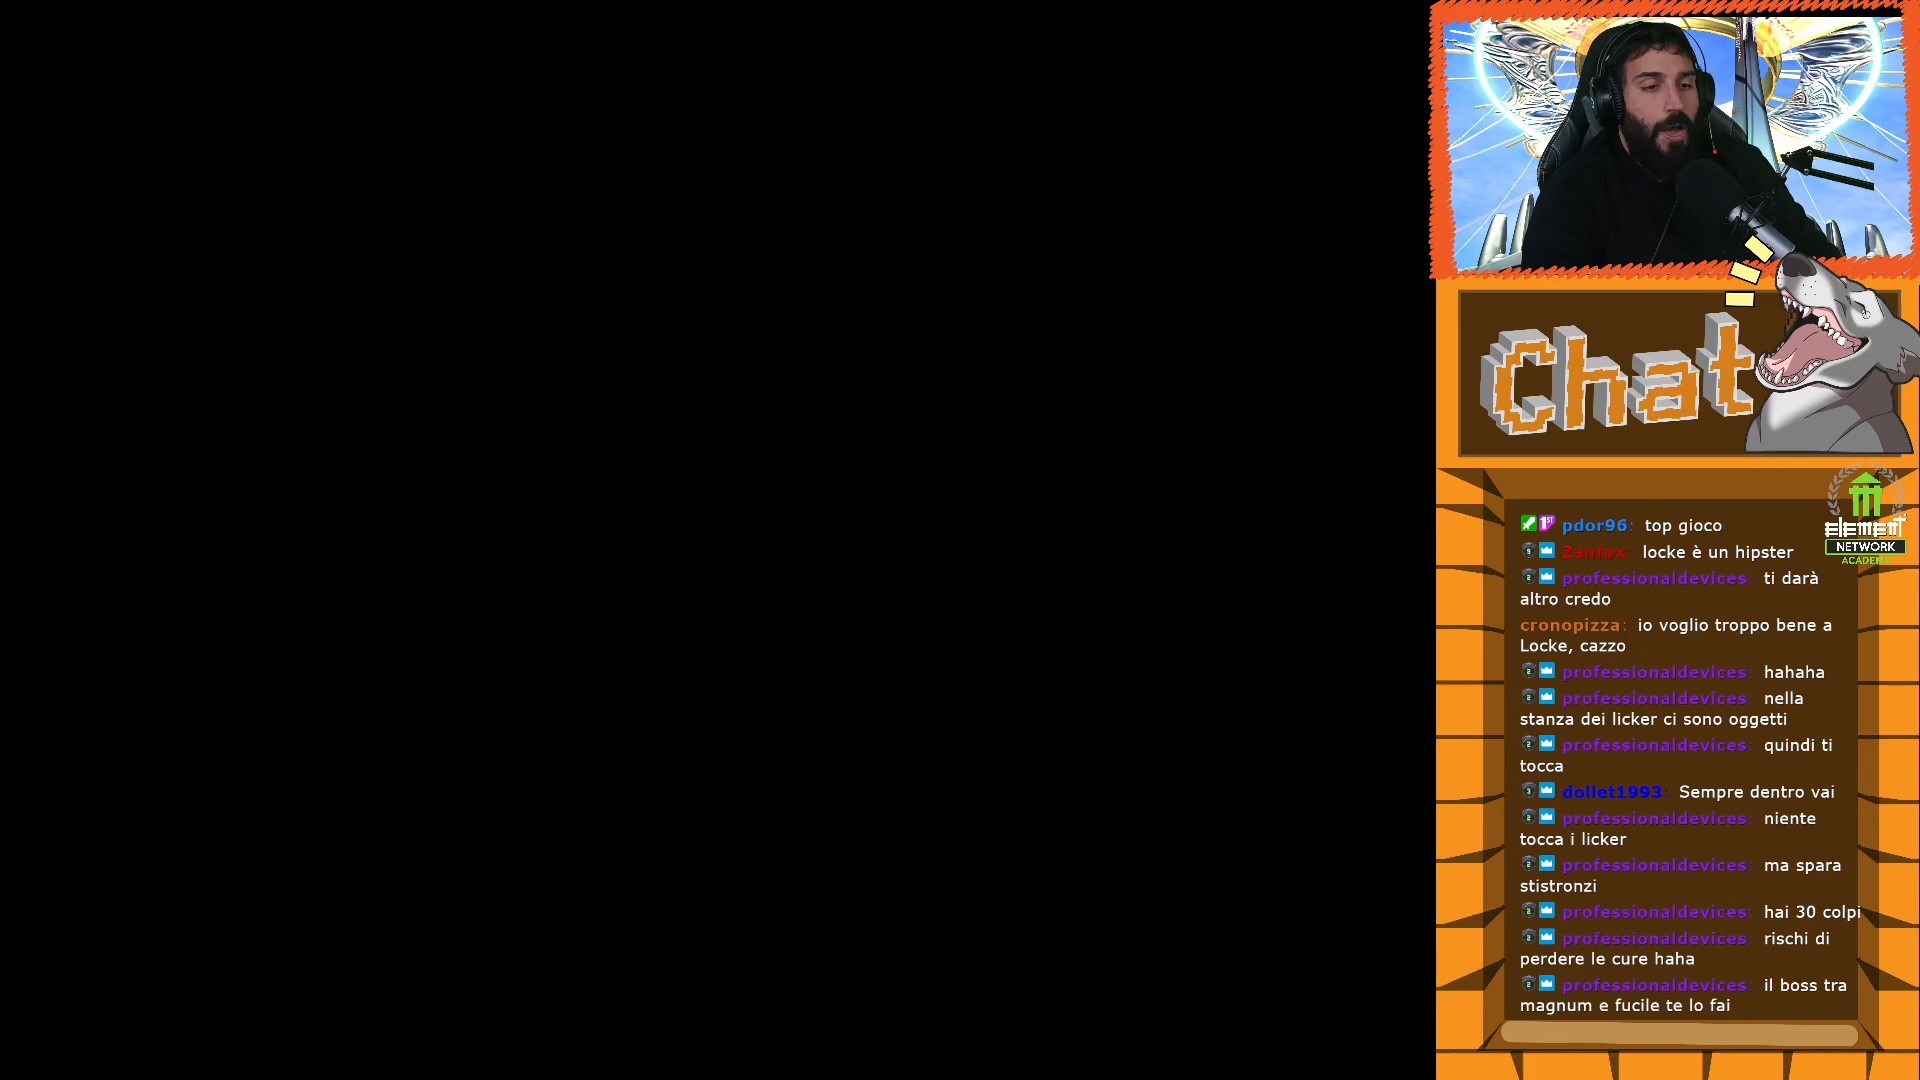 Chat
ELEMENT
NETWORK
ACADEMY
1ST pdor96: top gioco
Zanfox: locke è un hipster
professionaldevices: ti darà
altro credo
cronopizza: io voglio troppo bene a
Locke, cazzo
professionaldevices: hahaha
professionaldevices: nella
stanza dei licker ci sono oggetti
professionaldevices: quindi ti
tocca
dollet1993: Sempre dentro vai
professionaldevices: niente
tocca i licker
professionaldevices: ma spara
stistronzi
professionaldevices: hai 30 colpi
professionaldevices: rischi di
perdere le cure haha
professionaldevices: il boss tra
magnum e fucile te lo fai